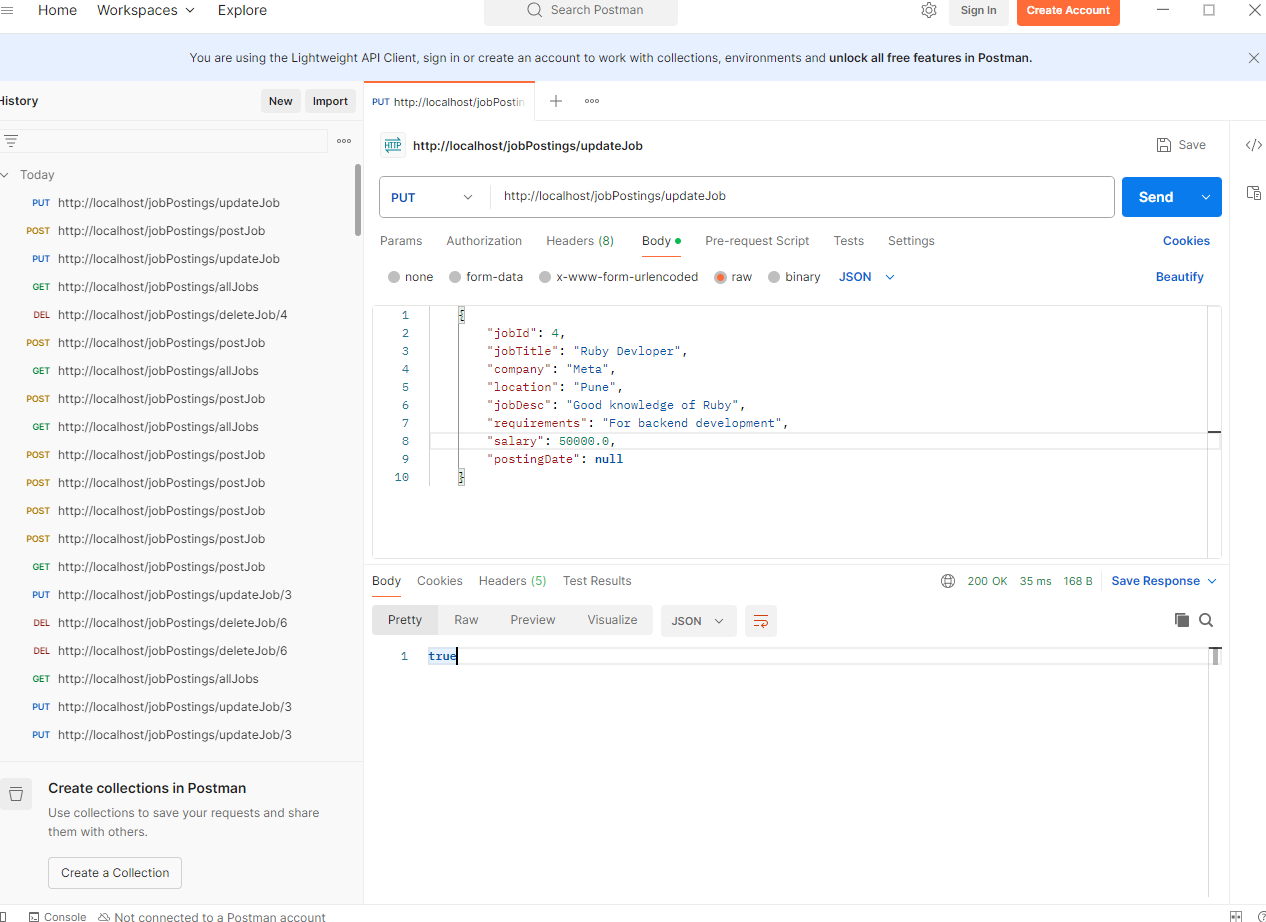 Home Workspaces Explore Search Postman Sign In Create Account
You are using the Lightweight API Client, sign in or create an account to work with collections, environments and unlock all free features in Postman.
History New Import
PUT http://localhost/jobPostin
http://localhost/jobPostings/updateJob Save
Today
PUT http://localhost/jobPostings/updateJob
POST http://localhost/jobPostings/postJob
PUT http://localhost/jobPostings/updateJob
GET http://localhost/jobPostings/allJobs
DEL http://localhost/jobPostings/deleteJob/4
POST http://localhost/jobPostings/postJob
GET http://localhost/jobPostings/allJobs
POST http://localhost/jobPostings/postJob
GET http://localhost/jobPostings/allJobs
POST http://localhost/jobPostings/postJob
POST http://localhost/jobPostings/postJob
POST http://localhost/jobPostings/postJob
POST http://localhost/jobPostings/postJob
GET http://localhost/jobPostings/postJob
PUT http://localhost/jobPostings/updateJob/3
DEL http://localhost/jobPostings/deleteJob/6
DEL http://localhost/jobPostings/deleteJob/6
GET http://localhost/jobPostings/allJobs
PUT http://localhost/jobPostings/updateJob/3
PUT http://localhost/jobPostings/updateJob/3
Create collections in Postman
Use collections to save your requests and share
them with others.
Create a Collection
PUT http://localhost/jobPostings/updateJob Send
Params Authorization Headers (8) Body Pre-request Script Tests Settings Cookies
none form-data x-www-form-urlencoded raw binary JSON Beautify
1 {
2 "jobId": 4,
3 "jobTitle": "Ruby Devloper",
4 "company": "Meta",
5 "location": "Pune",
6 "jobDesc": "Good knowledge of Ruby",
7 "requirements": "For backend development",
8 "salary": 50000.0,
9 "postingDate": null
10 }
Body Cookies Headers (5) Test Results 200 OK 35 ms 168 B Save Response
Pretty Raw Preview Visualize JSON
1 true
Console Not connected to a Postman account